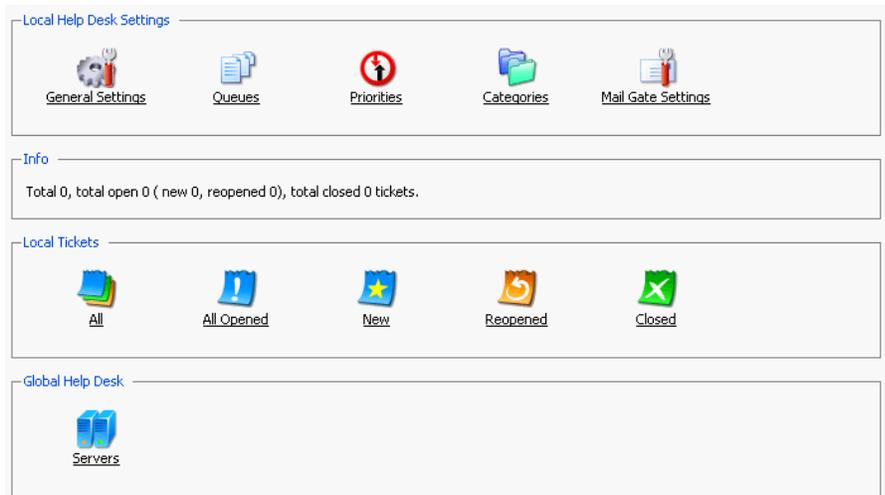 Local Help Desk Settings
General Settings Queues Priorities Categories Mail Gate Settings
Info
Total 0, total open 0 ( new 0, reopened 0), total closed 0 tickets.
Local Tickets
All All Opened New Reopened Closed
Global Help Desk
Servers